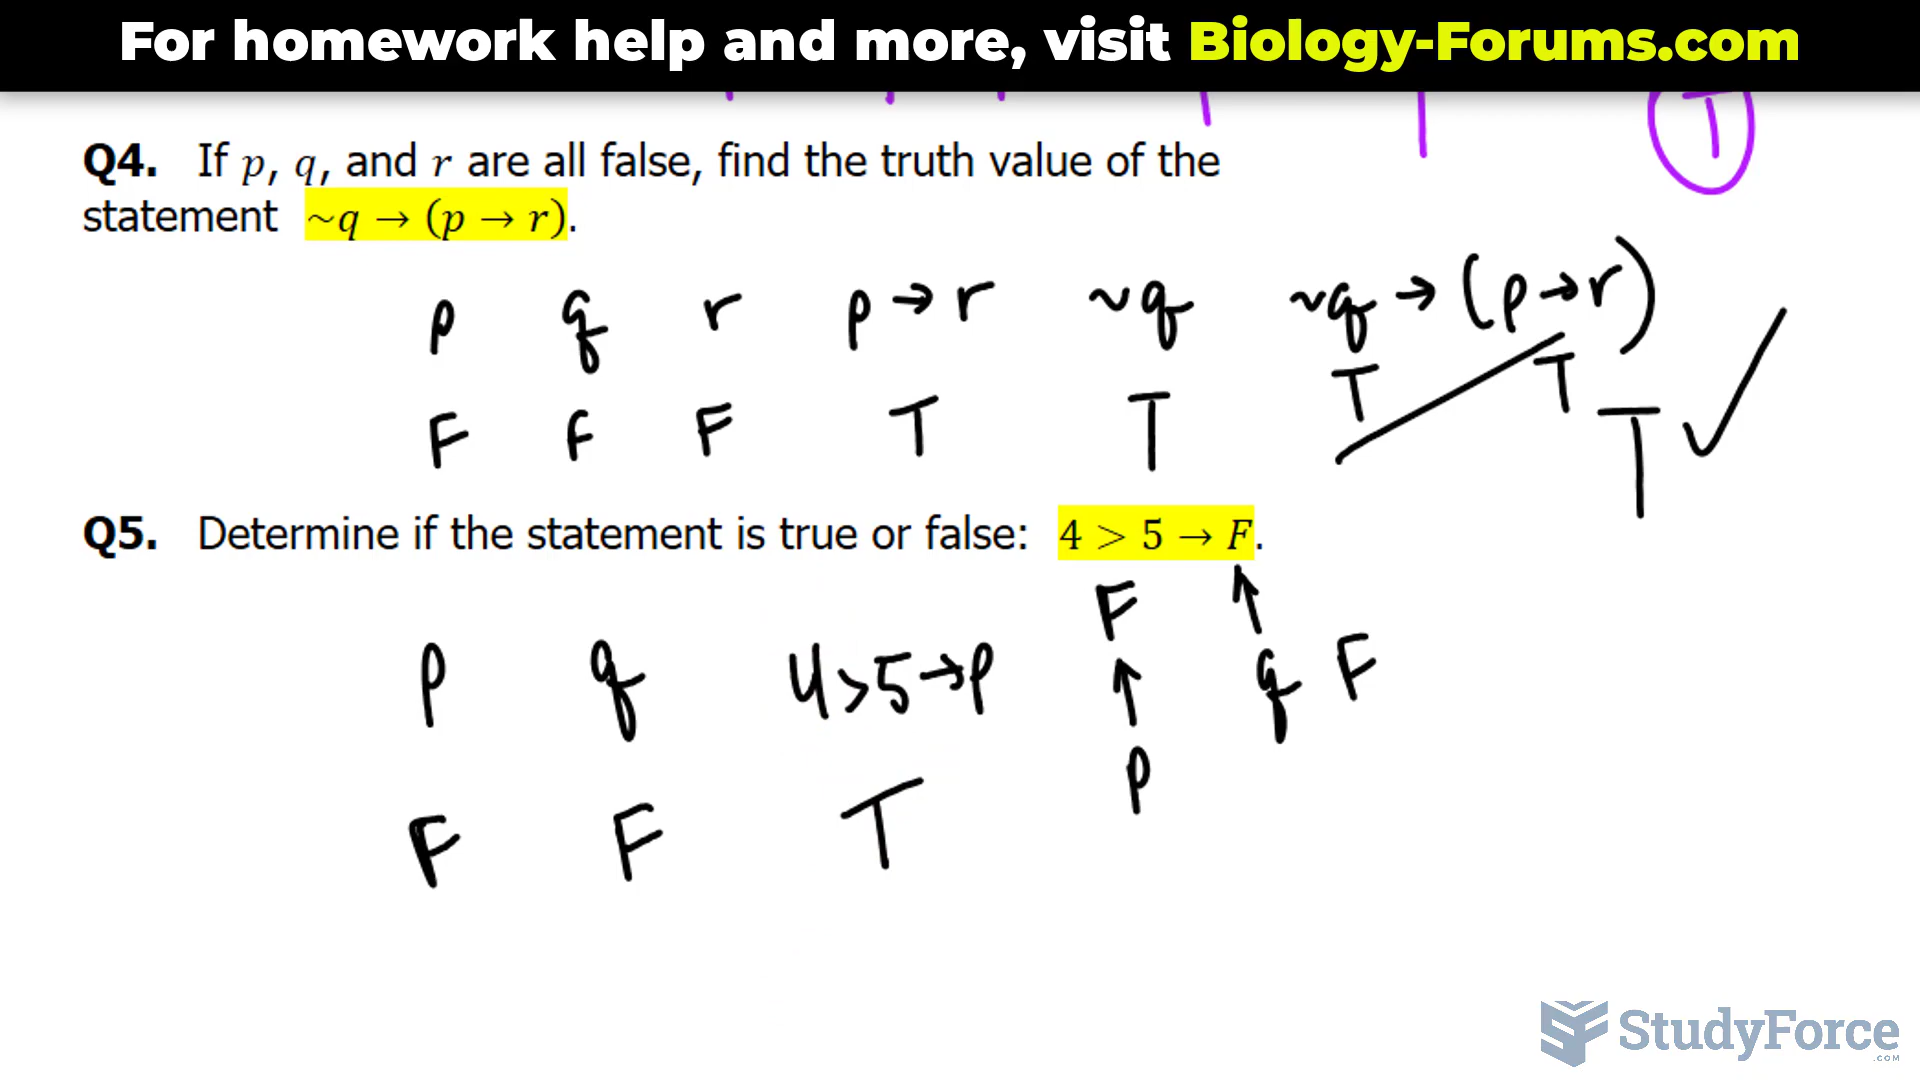 For homework help and more, visit Biology-Forums.com
T
Q4. If p, q, and r are all false, find the truth value of the
statement ~q → (p → r).
p q r p → r ~q ~q → (p → r)
T T
F F F T T T ✓
Q5. Determine if the statement is true or false: 4 > 5 → F.
F
p q 4 > 5 → p q F
p
F F T
StudyForce
.COM